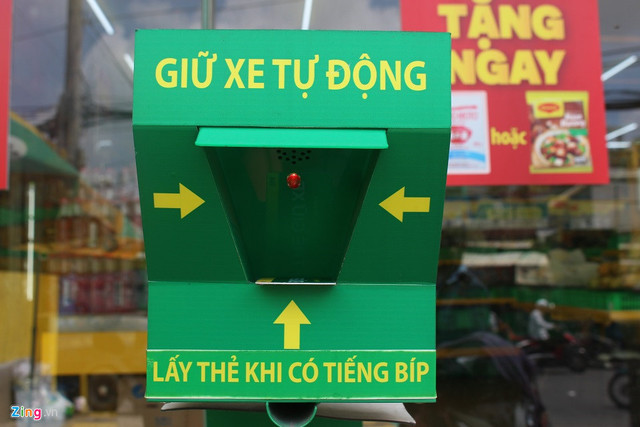 GIỮ XE TỰ ĐỘNG
TẶNG
NGAY
hoặc
LẤY THẺ KHI CÓ TIẾNG BÍP
Zing.vn